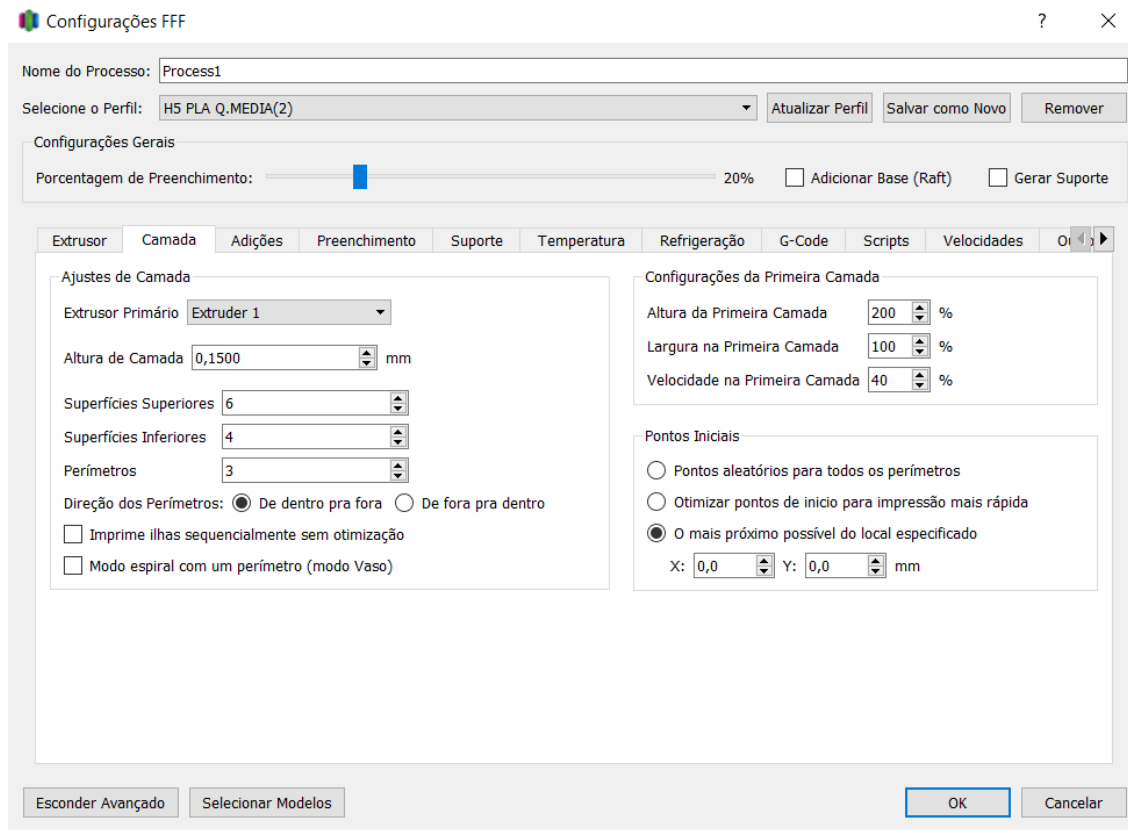 Configurações FFF
Nome do Processo: Process1
Selecione o Perfil: H5 PLA Q.MEDIA(2) Atualizar Perfil Salvar como Novo Remover
Configurações Gerais
Porcentagem de Preenchimento: 20% Adicionar Base (Raft) Gerar Suporte
Extrusor Camada Adições Preenchimento Suporte Temperatura Refrigeração G-Code Scripts Velocidades
Ajustes de Camada
Extrusor Primário Extruder 1
Altura de Camada 0,1500 mm
Superfícies Superiores 6
Superfícies Inferiores 4
Perímetros 3
Direção dos Perímetros: De dentro pra fora De fora pra dentro
Imprime ilhas sequencialmente sem otimização
Modo espiral com um perímetro (modo Vaso)
Configurações da Primeira Camada
Altura da Primeira Camada 200 %
Largura na Primeira Camada 100 %
Velocidade na Primeira Camada 40 %
Pontos Iniciais
Pontos aleatórios para todos os perímetros
Otimizar pontos de inicio para impressão mais rápida
O mais próximo possível do local especificado
X: 0,0 Y: 0,0 mm
Esconder Avançado Selecionar Modelos OK Cancelar